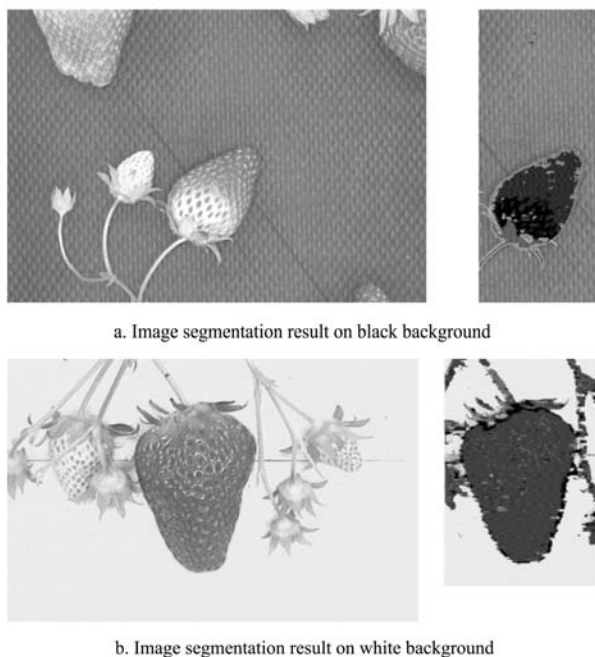 a. Image segmentation result on black background
b. Image segmentation result on white background